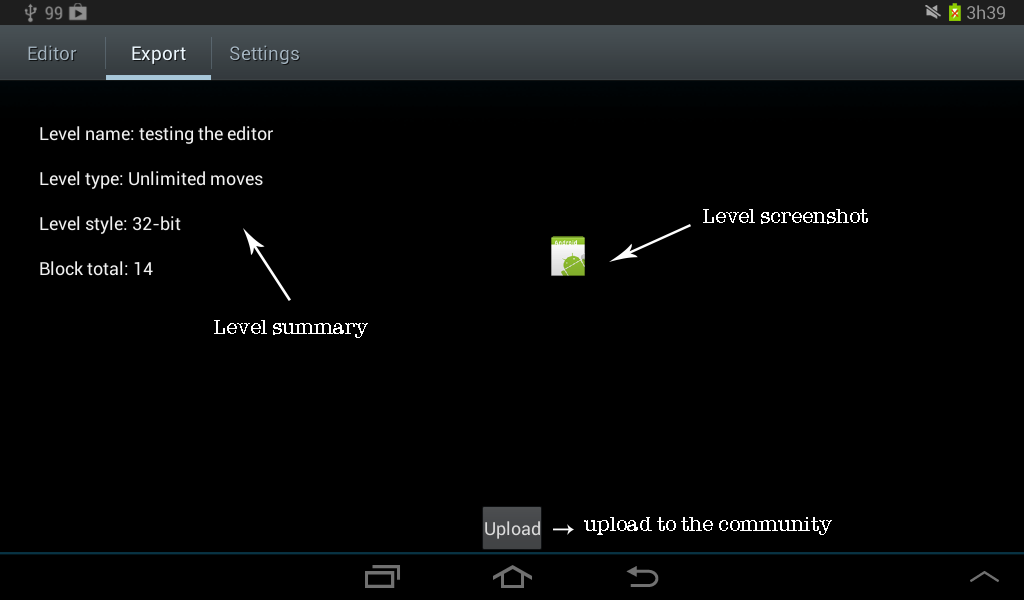 99
3h39
Editor
Export
Settings
Level name: testing the editor
Level type: Unlimited moves
Level style: 32-bit
Block total: 14
Level screenshot
Android
Level summary
Upload
upload to the community